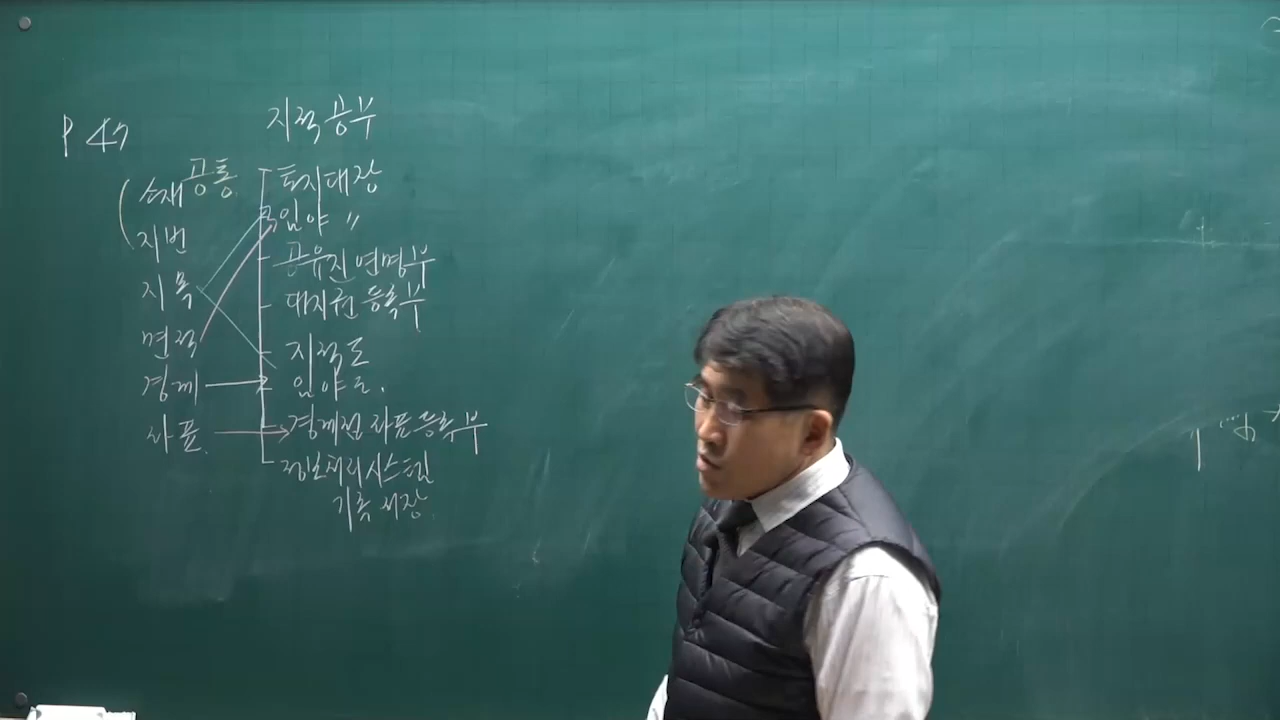 P 47
지적공부
공통
소재
지번
지목
면적
경계
좌표.
토지대장
임야 〃
공유지연명부
대지권등록부
지적도
임야도.
경계점좌표등록부
정보처리시스템
기록 저장